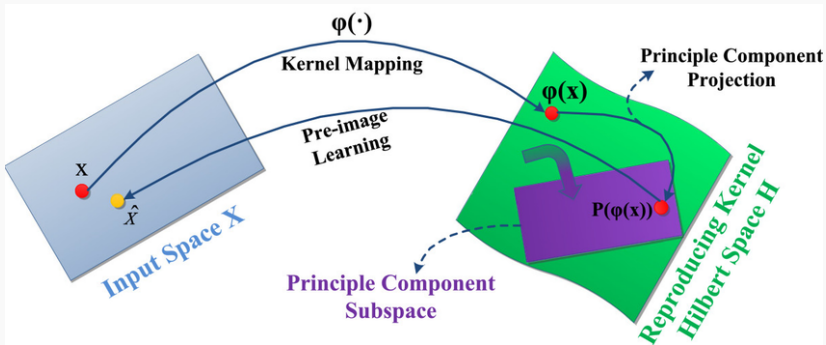 φ(·)
Kernel Mapping
Pre-image
Learning
x
x̂
Input Space X
φ(x)
Principle Component
Projection
P(φ(x))
Principle Component
Subspace
Reproducing Kernel
Hilbert Space H